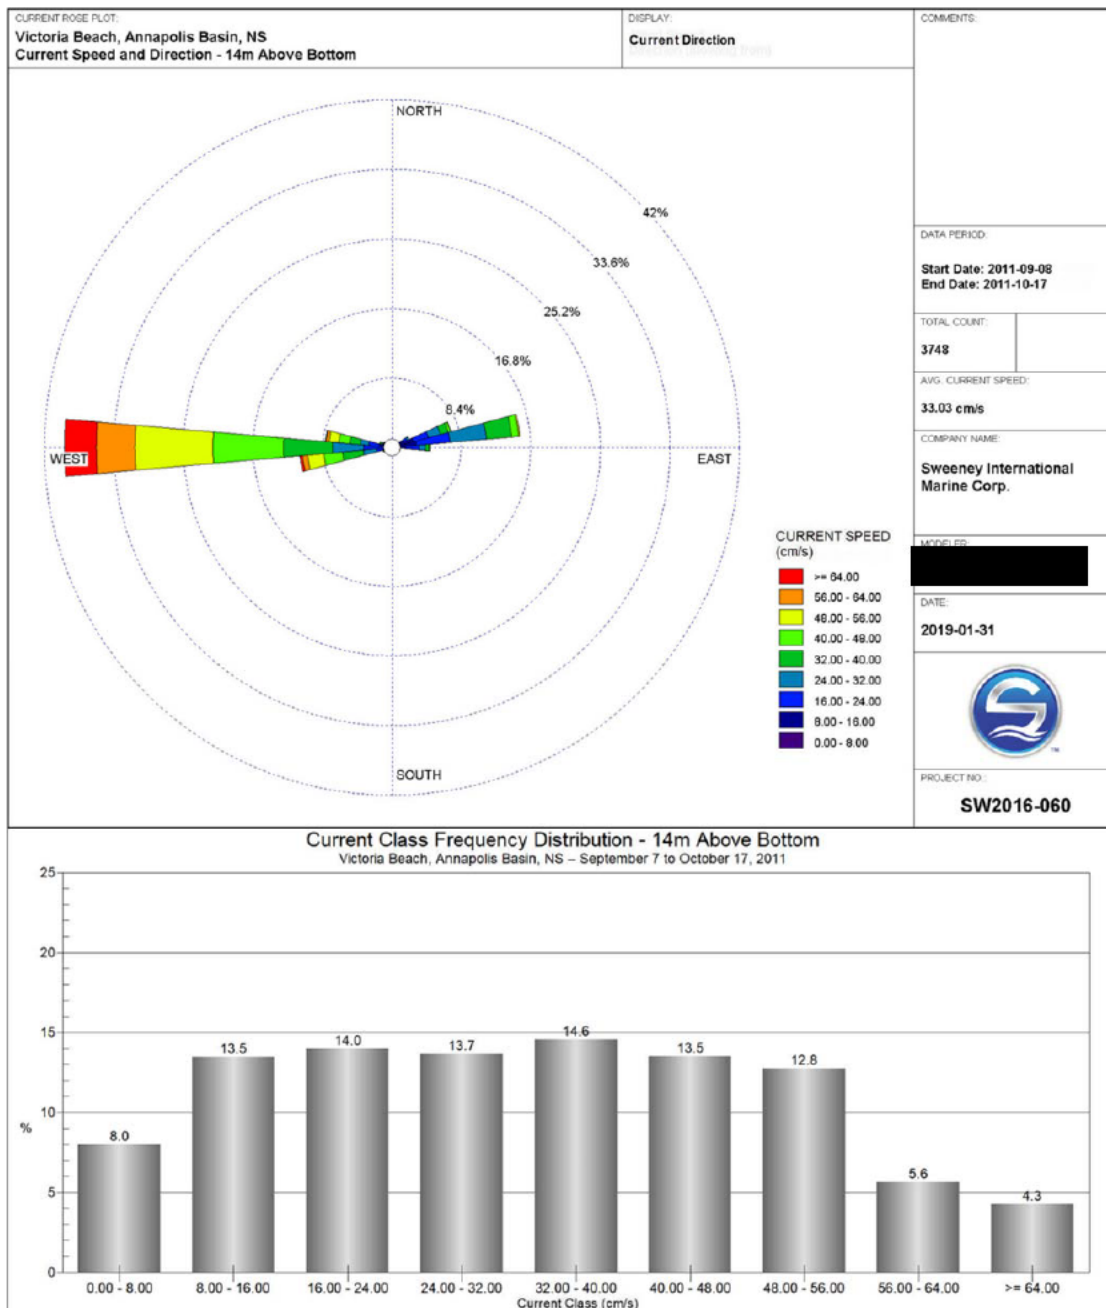 CURRENT ROSE PLOT:
Victoria Beach, Annapolis Basin, NS
Current Speed and Direction - 14m Above Bottom
DISPLAY:
Current Direction
COMMENTS:
NORTH
42%
33.6%
25.2%
16.8%
8.4%
WEST
EAST
SOUTH
CURRENT SPEED
(cm/s)
>= 64.00
56.00 - 64.00
48.00 - 56.00
40.00 - 48.00
32.00 - 40.00
24.00 - 32.00
16.00 - 24.00
8.00 - 16.00
0.00 - 8.00
DATA PERIOD:
Start Date: 2011-09-08
End Date: 2011-10-17
TOTAL COUNT:
3748
AVG. CURRENT SPEED:
33.03 cm/s
COMPANY NAME:
Sweeney International
Marine Corp.
MODELER:
DATE:
2019-01-31
TM
PROJECT NO.:
SW2016-060
Current Class Frequency Distribution - 14m Above Bottom
Victoria Beach, Annapolis Basin, NS – September 7 to October 17, 2011
25
20
15
10
5
0
%
8.0
13.5
14.0
13.7
14.6
13.5
12.8
5.6
4.3
0.00 - 8.00
8.00 - 16.00
16.00 - 24.00
24.00 - 32.00
32.00 - 40.00
40.00 - 48.00
48.00 - 56.00
56.00 - 64.00
>= 64.00
Current Class (cm/s)